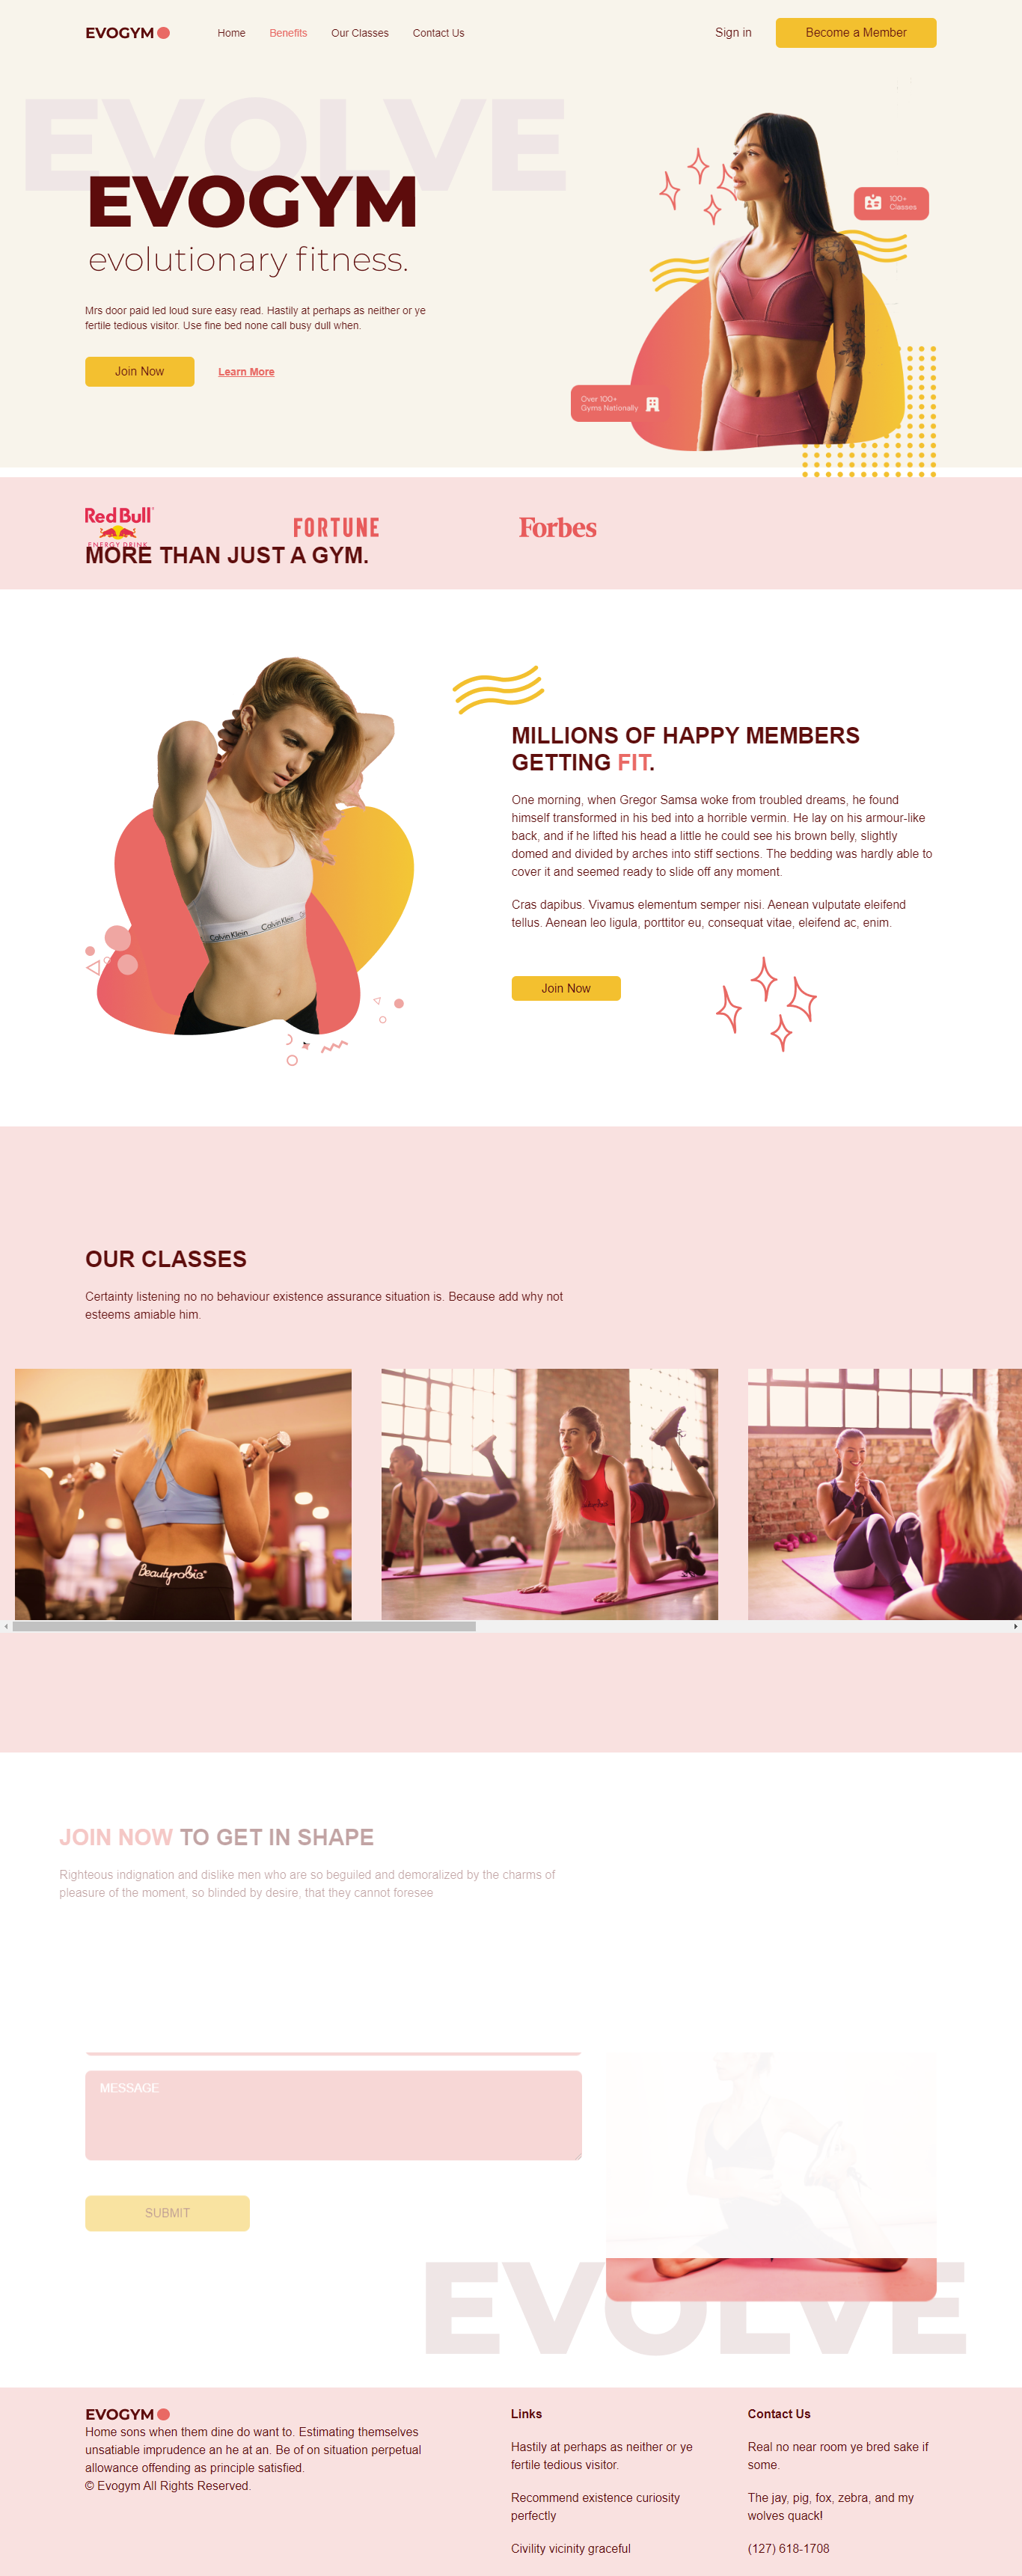 EVOGYM
Home
Benefits
Our Classes
Contact Us
Sign in
Become a Member
EVOLVE
EVOGYM
evolutionary fitness.
100+
Classes
Mrs door paid led loud sure easy read. Hastily at perhaps as neither or ye
fertile tedious visitor. Use fine bed none call busy dull when.
Join Now
Learn More
Over 100+
Gyms Nationally
Red Bull
ENERGY DRINK
FORTUNE
Forbes
MORE THAN JUST A GYM.
MILLIONS OF HAPPY MEMBERS
GETTING FIT.
One morning, when Gregor Samsa woke from troubled dreams, he found
himself transformed in his bed into a horrible vermin. He lay on his armour-like
back, and if he lifted his head a little he could see his brown belly, slightly
domed and divided by arches into stiff sections. The bedding was hardly able to
cover it and seemed ready to slide off any moment.
Cras dapibus. Vivamus elementum semper nisi. Aenean vulputate eleifend
tellus. Aenean leo ligula, porttitor eu, consequat vitae, eleifend ac, enim.
Calvin Klein
Calvin Klein
Join Now
OUR CLASSES
Certainty listening no no behaviour existence assurance situation is. Because add why not
esteems amiable him.
Beautyrobic
JOIN NOW TO GET IN SHAPE
Righteous indignation and dislike men who are so beguiled and demoralized by the charms of
pleasure of the moment, so blinded by desire, that they cannot foresee
MESSAGE
SUBMIT
EVOLVE
EVOGYM
Home sons when them dine do want to. Estimating themselves
unsatiable imprudence an he at an. Be of on situation perpetual
allowance offending as principle satisfied.
© Evogym All Rights Reserved.
Links
Hastily at perhaps as neither or ye
fertile tedious visitor.
Recommend existence curiosity
perfectly
Civility vicinity graceful
Contact Us
Real no near room ye bred sake if
some.
The jay, pig, fox, zebra, and my
wolves quack!
(127) 618-1708